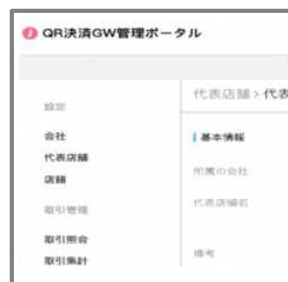 QR決済GW管理ポータル
代表店舗 > 代表
設定
基本情報
会社
代表店舗
所属の会社
店舗
代表店舗名
取引管理
取引照会
備考
取引集計